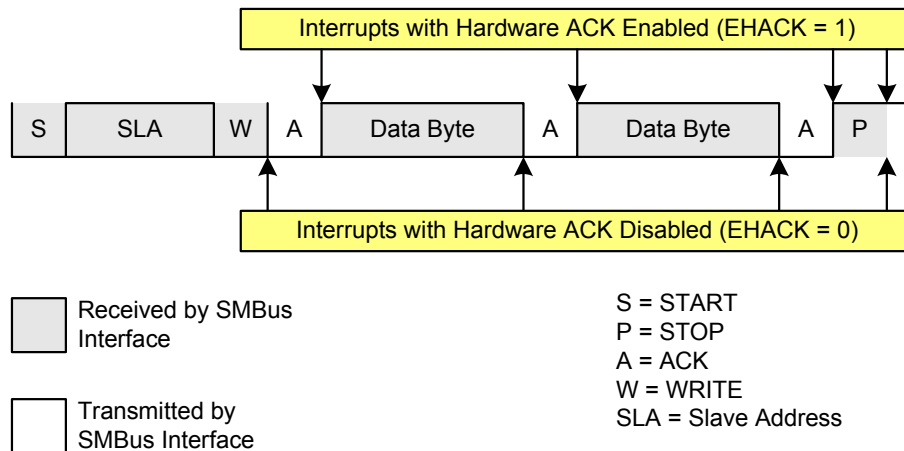 Interrupts with Hardware ACK Enabled (EHACK = 1)
S SLA W A Data Byte A Data Byte A P
Interrupts with Hardware ACK Disabled (EHACK = 0)
Received by SMBus
Interface
Transmitted by
SMBus Interface
S = START
P = STOP
A = ACK
W = WRITE
SLA = Slave Address